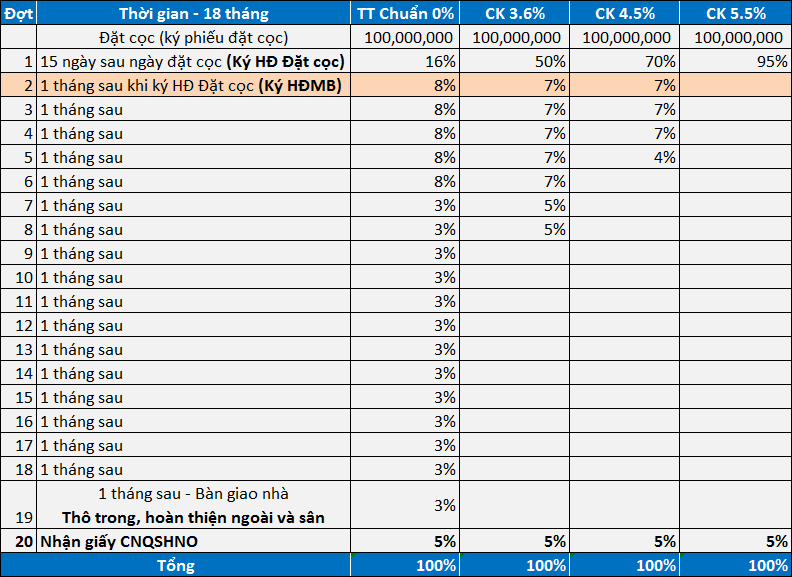 Đợt Thời gian - 18 tháng TT Chuẩn 0% CK 3.6% CK 4.5% CK 5.5%
Đặt cọc (ký phiếu đặt cọc) 100,000,000 100,000,000 100,000,000 100,000,000
1 15 ngày sau ngày đặt cọc (Ký HĐ Đặt cọc) 16% 50% 70% 95%
2 1 tháng sau khi ký HĐ Đặt cọc (Ký HĐMB) 8% 7% 7%
3 1 tháng sau 8% 7% 7%
4 1 tháng sau 8% 7% 7%
5 1 tháng sau 8% 7% 4%
6 1 tháng sau 8% 7%
7 1 tháng sau 3% 5%
8 1 tháng sau 3% 5%
9 1 tháng sau 3%
10 1 tháng sau 3%
11 1 tháng sau 3%
12 1 tháng sau 3%
13 1 tháng sau 3%
14 1 tháng sau 3%
15 1 tháng sau 3%
16 1 tháng sau 3%
17 1 tháng sau 3%
18 1 tháng sau 3%
1 tháng sau - Bàn giao nhà 3%
19 Thô trong, hoàn thiện ngoài và sân
20 Nhận giấy CNQSHNO 5% 5% 5% 5%
Tổng 100% 100% 100% 100%